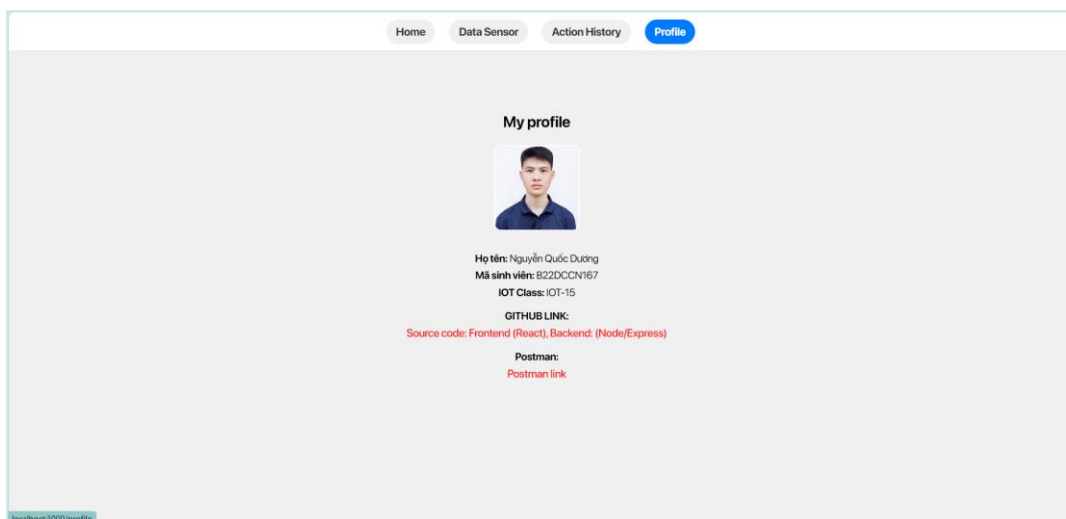 Home Data Sensor Action History Profile
My profile
Họ tên: Nguyễn Quốc Dương
Mã sinh viên: B22DCCN167
IOT Class: IOT-15
GITHUB LINK:
Source code: Frontend (React), Backend: (Node/Express)
Postman:
Postman link
localhost:3000/profile